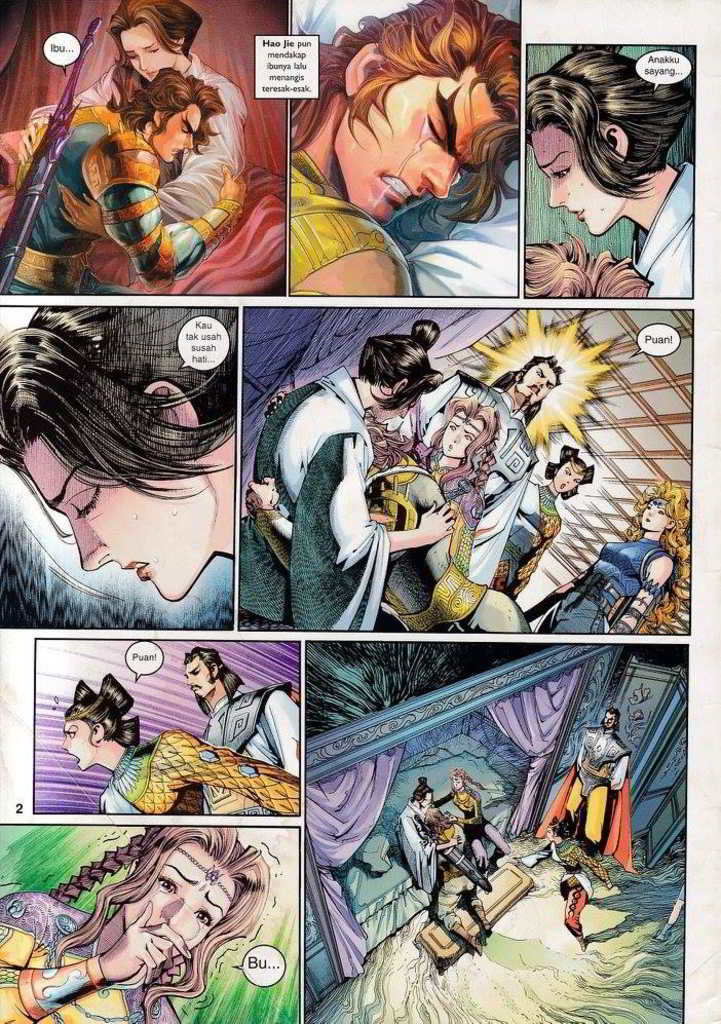 Ibu...
Hao Jie pun
mendakap
ibunya lalu
menangis
teresak-esak.
Anakku
sayang...
Kau
tak usah
susah
hati...
Puan!
Puan!
2
Bu...